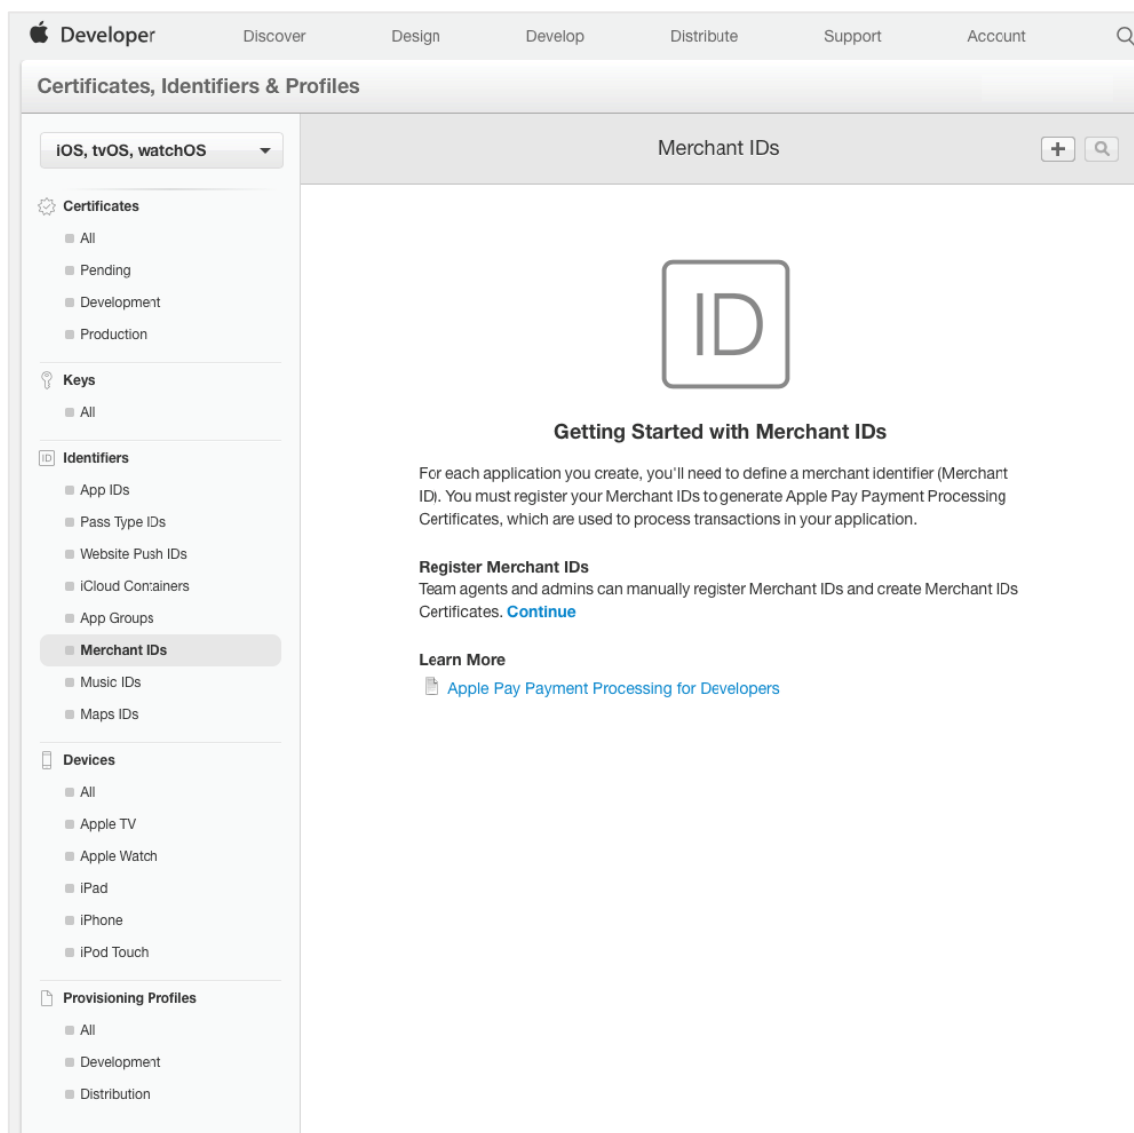 Developer Discover Design Develop Distribute Support Account
Certificates, Identifiers & Profiles
iOS, tvOS, watchOS
Merchant IDs
Certificates
All
Pending
Development
Production
Keys
All
ID Identifiers
App IDs
Pass Type IDs
Website Push IDs
iCloud Containers
App Groups
Merchant IDs
Music IDs
Maps IDs
Devices
All
Apple TV
Apple Watch
iPad
iPhone
iPod Touch
Provisioning Profiles
All
Development
Distribution
ID
Getting Started with Merchant IDs
For each application you create, you'll need to define a merchant identifier (Merchant
ID). You must register your Merchant IDs to generate Apple Pay Payment Processing
Certificates, which are used to process transactions in your application.
Register Merchant IDs
Team agents and admins can manually register Merchant IDs and create Merchant IDs
Certificates. Continue
Learn More
Apple Pay Payment Processing for Developers